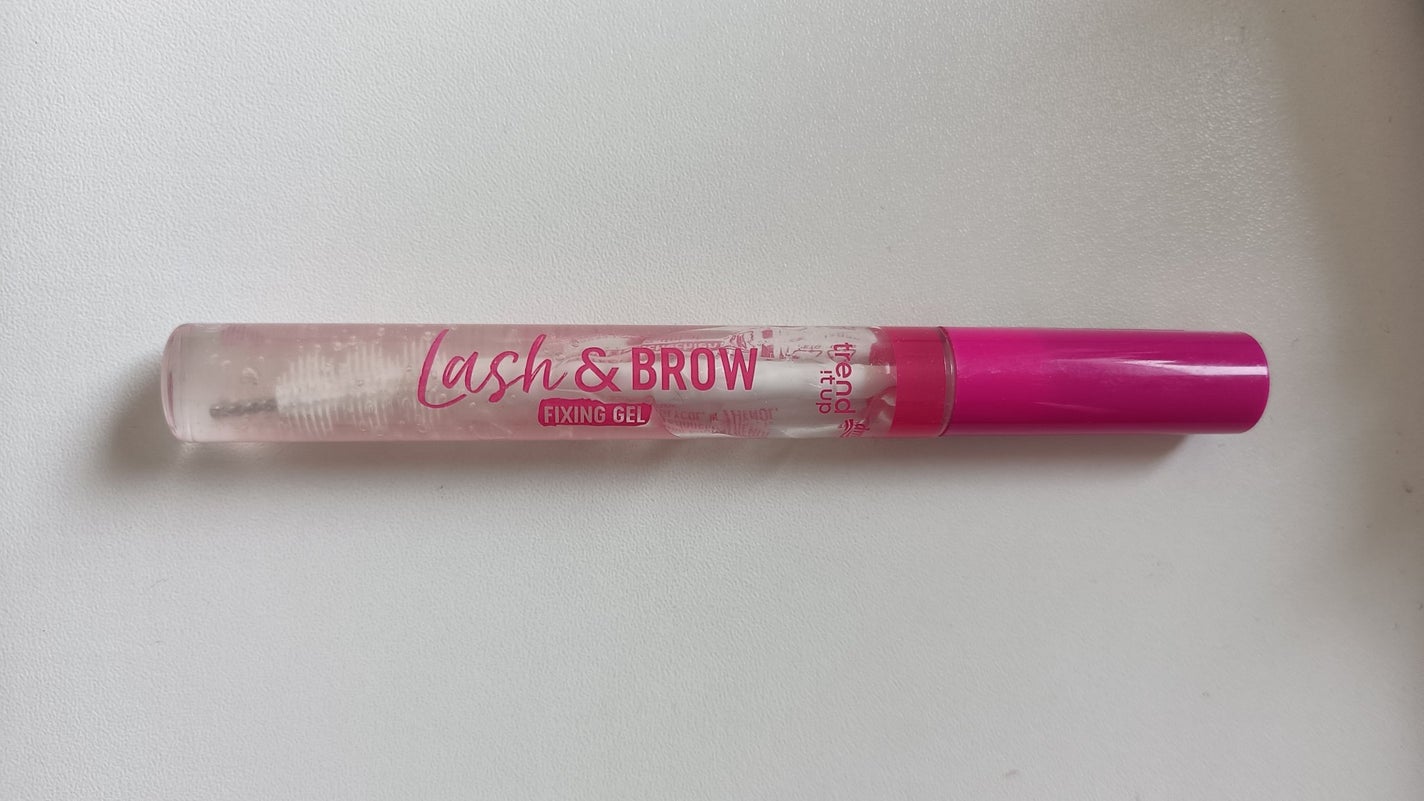 Lash & BROW
FIXING GEL
trend
it up